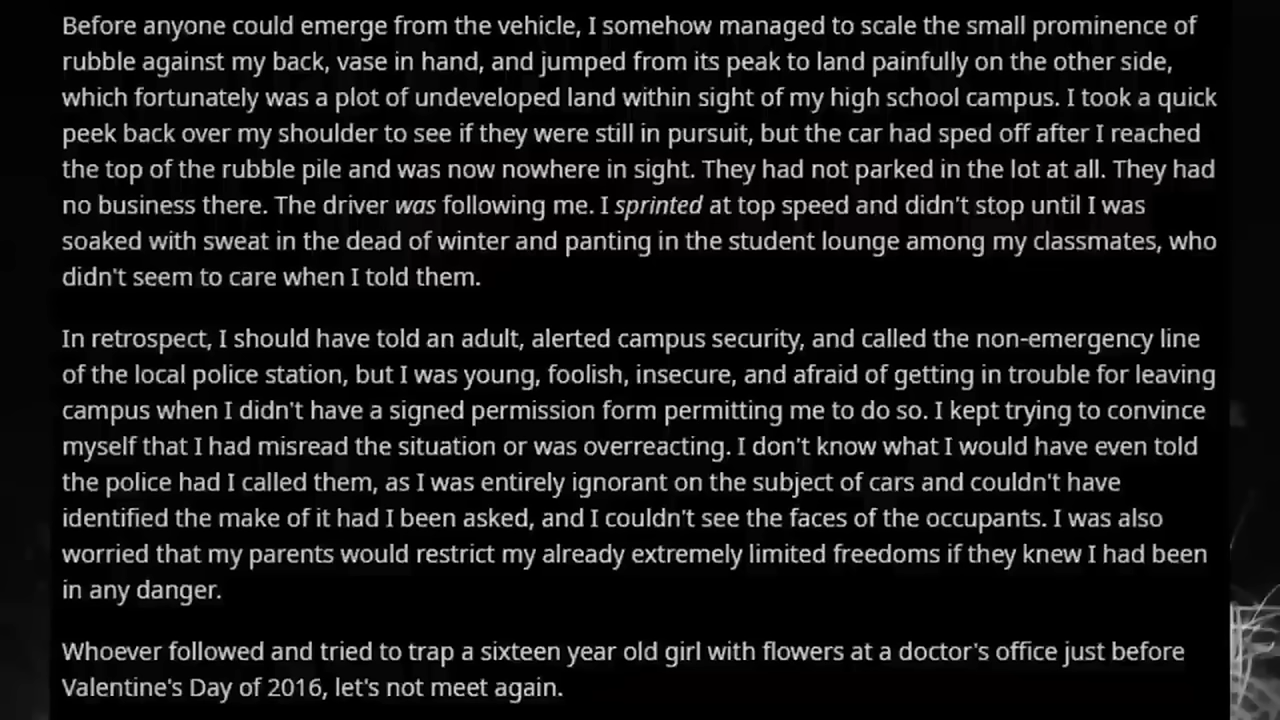 Before anyone could emerge from the vehicle, I somehow managed to scale the small prominence of
rubble against my back, vase in hand, and jumped from its peak to land painfully on the other side,
which fortunately was a plot of undeveloped land within sight of my high school campus. I took a quick
peek back over my shoulder to see if they were still in pursuit, but the car had sped off after I reached
the top of the rubble pile and was now nowhere in sight. They had not parked in the lot at all. They had
no business there. The driver was following me. I sprinted at top speed and didn't stop until I was
soaked with sweat in the dead of winter and panting in the student lounge among my classmates, who
didn't seem to care when I told them.
In retrospect, I should have told an adult, alerted campus security, and called the non-emergency line
of the local police station, but I was young, foolish, insecure, and afraid of getting in trouble for leaving
campus when I didn't have a signed permission form permitting me to do so. I kept trying to convince
myself that I had misread the situation or was overreacting. I don't know what I would have even told
the police had I called them, as I was entirely ignorant on the subject of cars and couldn't have
identified the make of it had I been asked, and I couldn't see the faces of the occupants. I was also
worried that my parents would restrict my already extremely limited freedoms if they knew I had been
in any danger.
Whoever followed and tried to trap a sixteen year old girl with flowers at a doctor's office just before
Valentine's Day of 2016, let's not meet again.